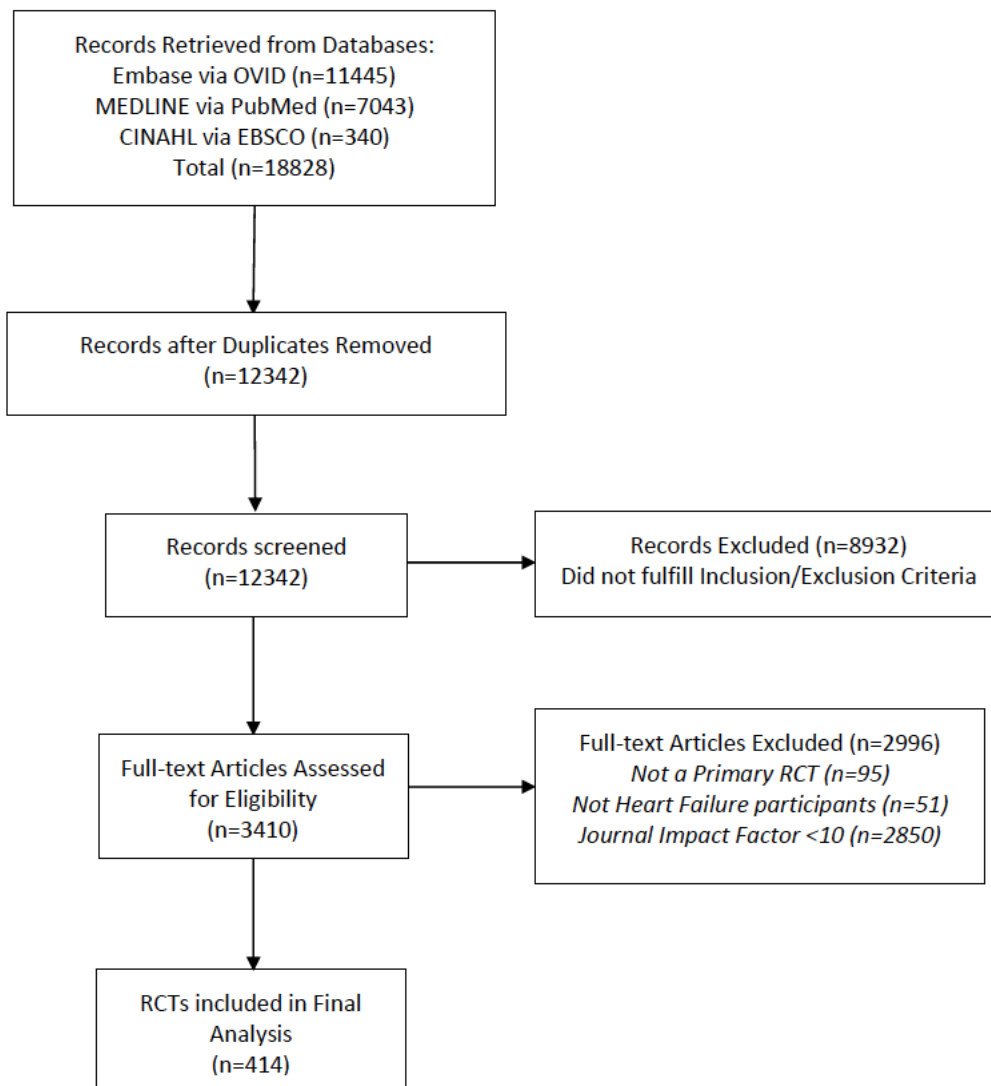 Records Retrieved from Databases:
Embase via OVID (n=11445)
MEDLINE via PubMed (n=7043)
CINAHL via EBSCO (n=340)
Total (n=18828)
Records after Duplicates Removed
(n=12342)
Records screened
(n=12342)
Records Excluded (n=8932)
Did not fulfill Inclusion/Exclusion Criteria
Full-text Articles Assessed
for Eligibility
(n=3410)
Full-text Articles Excluded (n=2996)
Not a Primary RCT (n=95)
Not Heart Failure participants (n=51)
Journal Impact Factor <10 (n=2850)
RCTs included in Final
Analysis
(n=414)